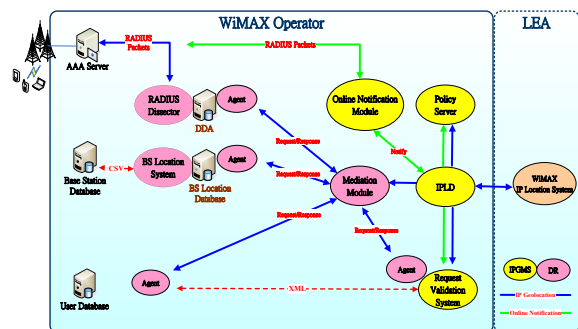 WiMAX Operator
LEA
RADIUS
Packets
RADIUS Packets
AAA Server
RADIUS
Dissector
Agent
DDA
Online Notification
Module
Policy
Server
Request/Response
Notify
CSV
BS Location
System
Agent
Request/Response
Base Station
Database
BS Location
Database
Mediation
Module
IPLD
WiMAX
IP Location System
Request/Response
Request/Response
Agent
IPGMS
DR
Agent
XML
Request
Validation
System
User Database
IP Geolocation
Online Notification